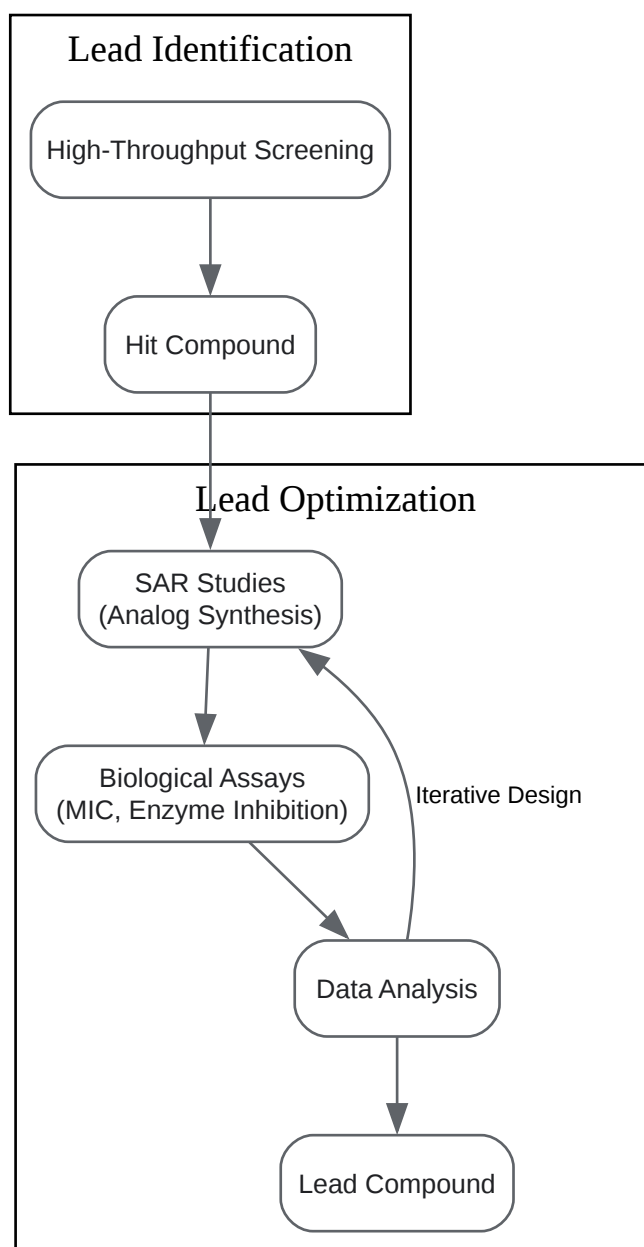 Lead Identification
High-Throughput Screening
Hit Compound
Lead Optimization
SAR Studies
(Analog Synthesis)
Biological Assays
(MIC, Enzyme Inhibition)
Iterative Design
Data Analysis
Lead Compound